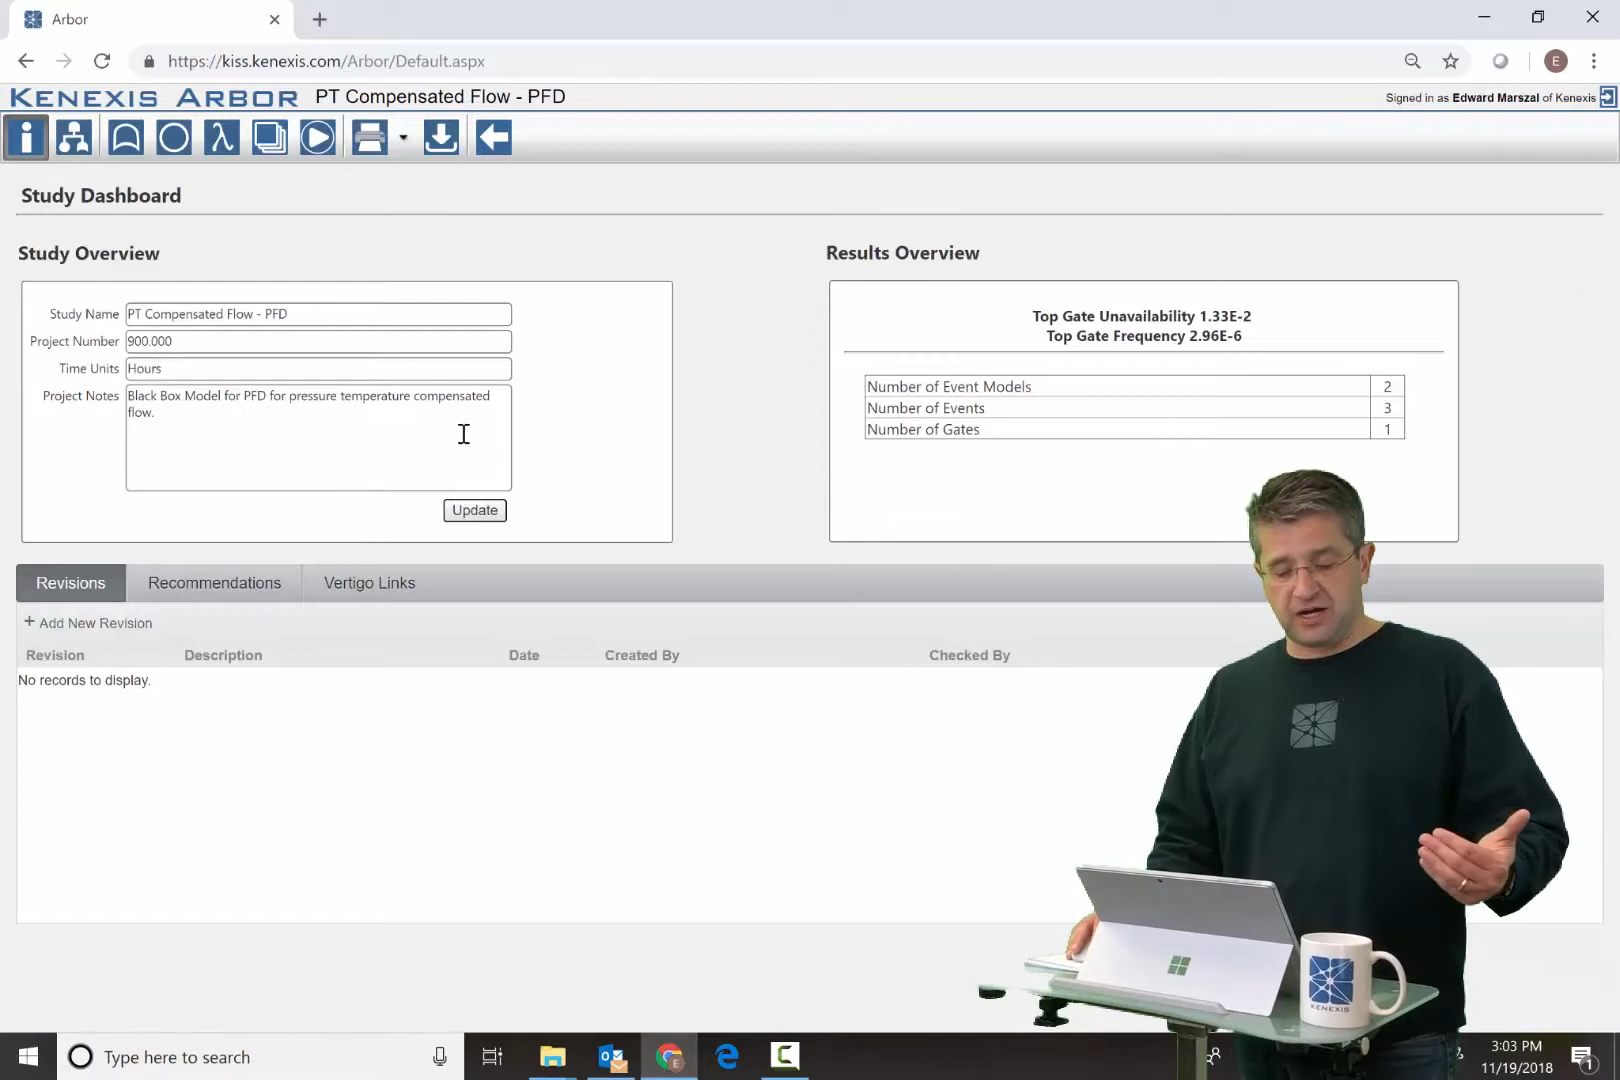 Arbor
https://kiss.kenexis.com/Arbor/Default.aspx
E
KENEXIS ARBOR PT Compensated Flow - PFD
Signed in as Edward Marszal of Kenexis
Study Dashboard
Study Overview
Study Name PT Compensated Flow - PFD
Project Number 900.000
Time Units Hours
Project Notes Black Box Model for PFD for pressure temperature compensated
flow.
Update
Results Overview
Top Gate Unavailability 1.33E-2
Top Gate Frequency 2.96E-6
Number of Event Models 2
Number of Events 3
Number of Gates 1
Revisions Recommendations Vertigo Links
+ Add New Revision
Revision Description Date Created By Checked By
No records to display.
KENEXIS
Type here to search
3:03 PM
11/19/2018
1